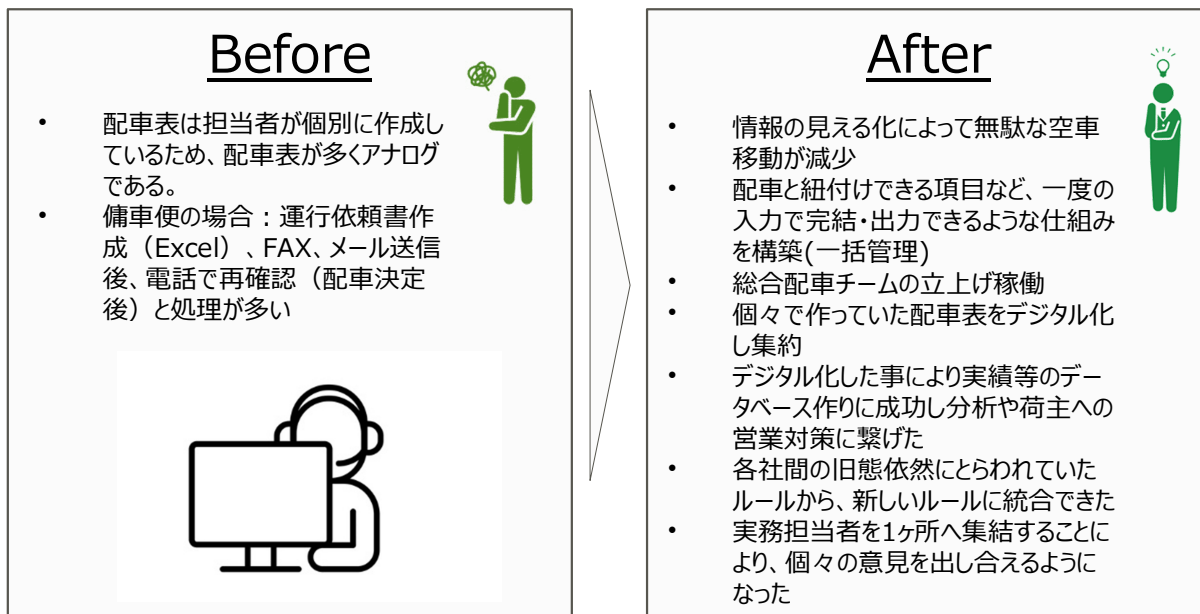 Before
• 配車表は担当者が個別に作成し
ているため、配車表が多くアナログ
である。
• 傭車便の場合：運行依頼書作
成（Excel）、FAX、メール送信
後、電話で再確認（配車決定
後）と処理が多い
After
• 情報の見える化によって無駄な空車
移動が減少
• 配車と紐付けできる項目など、一度の
入力で完結・出力できるような仕組み
を構築(一括管理)
• 総合配車チームの立上げ稼働
• 個々で作っていた配車表をデジタル化
し集約
• デジタル化した事により実績等のデー
タベース作りに成功し分析や荷主への
営業対策に繋げた
• 各社間の旧態依然にとらわれていた
ルールから、新しいルールに統合できた
• 実務担当者を1ヶ所へ集結することに
より、個々の意見を出し合えるように
なった